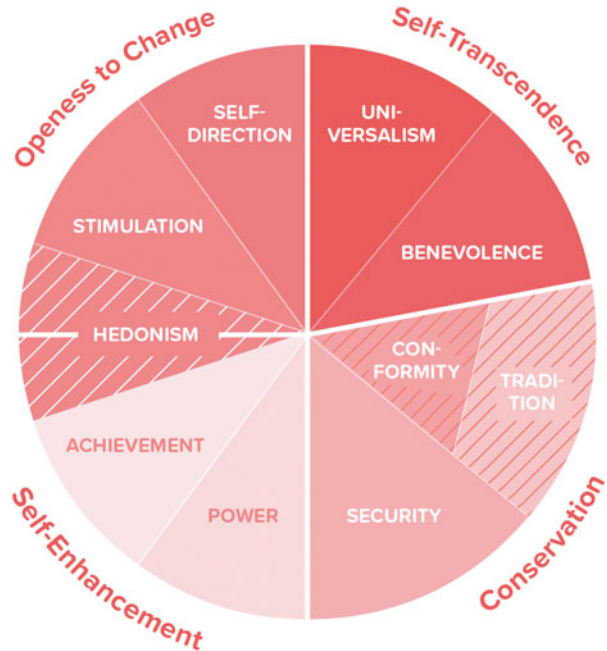 Openess to Change
Self-Transcendence
SELF-
DIRECTION
UNI-
VERSALISM
STIMULATION
BENEVOLENCE
HEDONISM
CON-
FORMITY
TRADI-
TION
ACHIEVEMENT
POWER
SECURITY
Self-Enhancement
Conservation